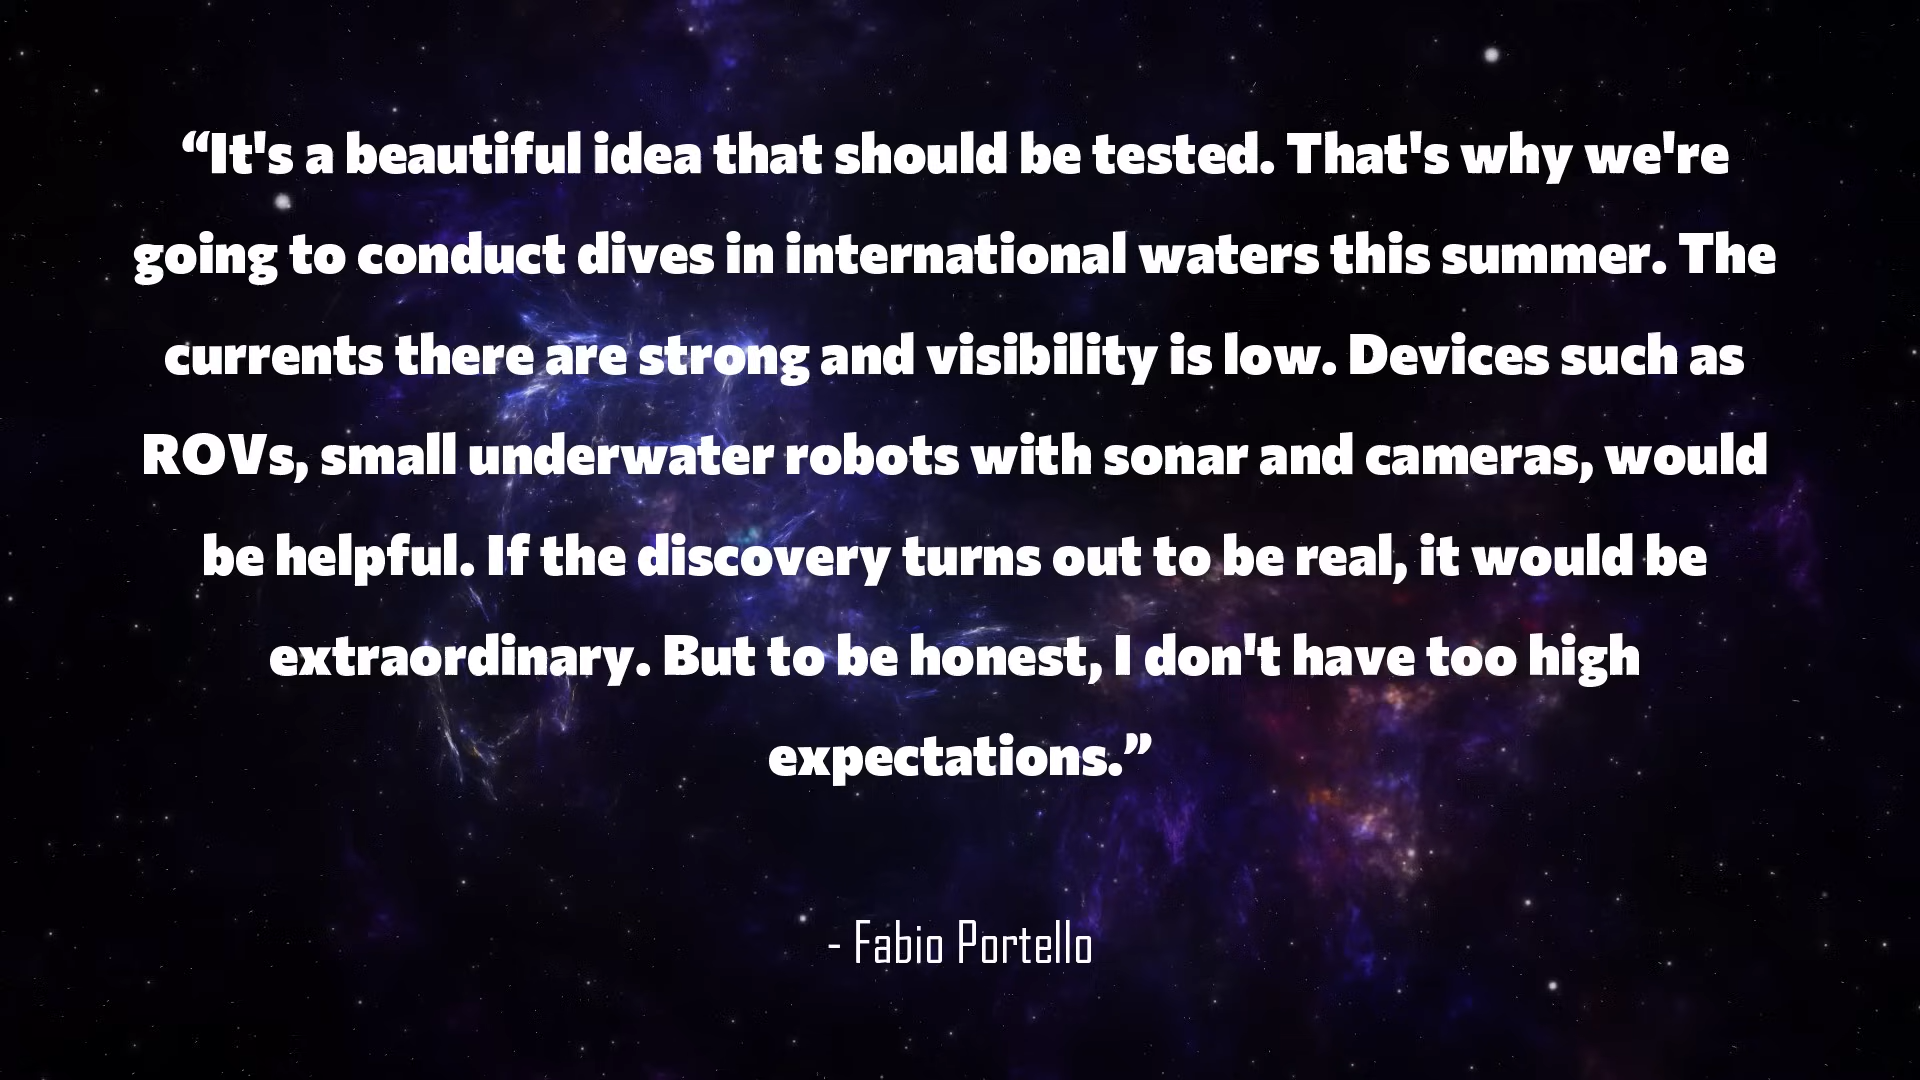 “It's a beautiful idea that should be tested. That's why we're
going to conduct dives in international waters this summer. The
currents there are strong and visibility is low. Devices such as
ROVs, small underwater robots with sonar and cameras, would
be helpful. If the discovery turns out to be real, it would be
extraordinary. But to be honest, I don't have too high
expectations.”
- Fabio Portello